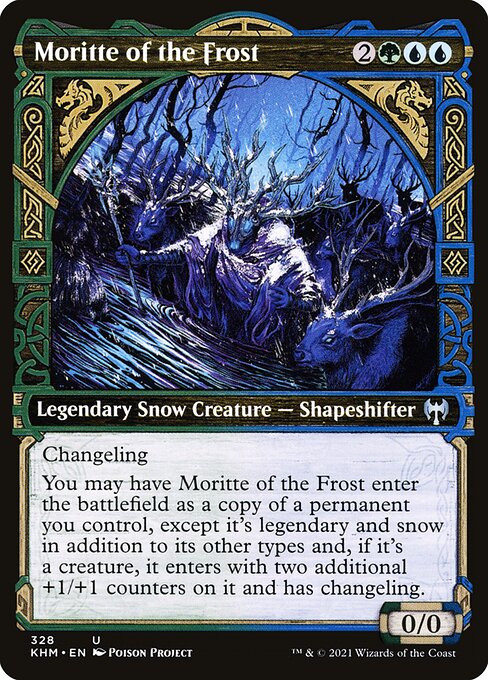 Moritte of the Frost 2
Legendary Snow Creature — Shapeshifter
Changeling
You may have Moritte of the Frost enter
the battlefield as a copy of a permanent
you control, except it's legendary and snow
in addition to its other types and, if it's
a creature, it enters with two additional
+1/+1 counters on it and has changeling.
0/0
328 U
KHM • EN Poison Project
™ & © 2021 Wizards of the Coast